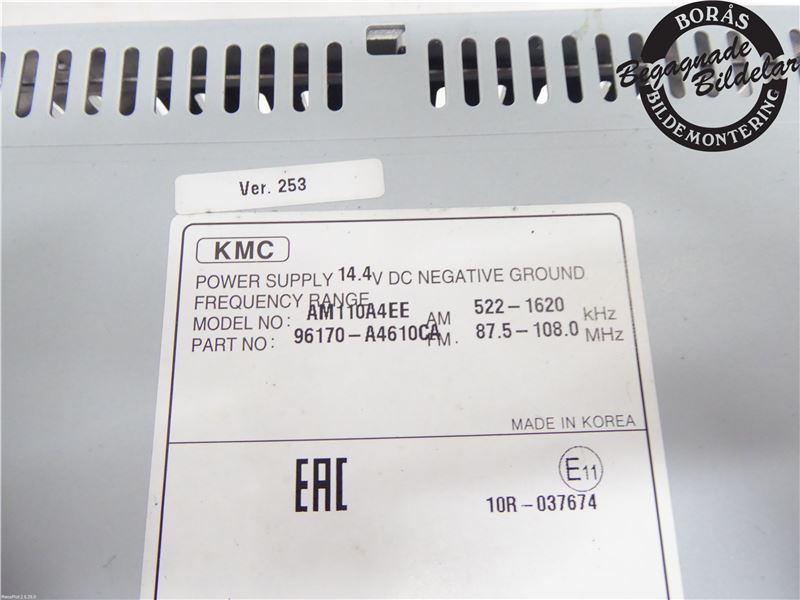 BORÅS
Begagnade
Bildelar
BILDEMONTERING
Ver. 253
KMC
POWER SUPPLY 14.4V DC NEGATIVE GROUND
FREQUENCY RANGE
MODEL NO: AM110A4EE AM 522-1620 kHz
PART NO: 96170-A4610CA FM. 87.5-108.0 MHz
MADE IN KOREA
EAC
E11
10R-037674